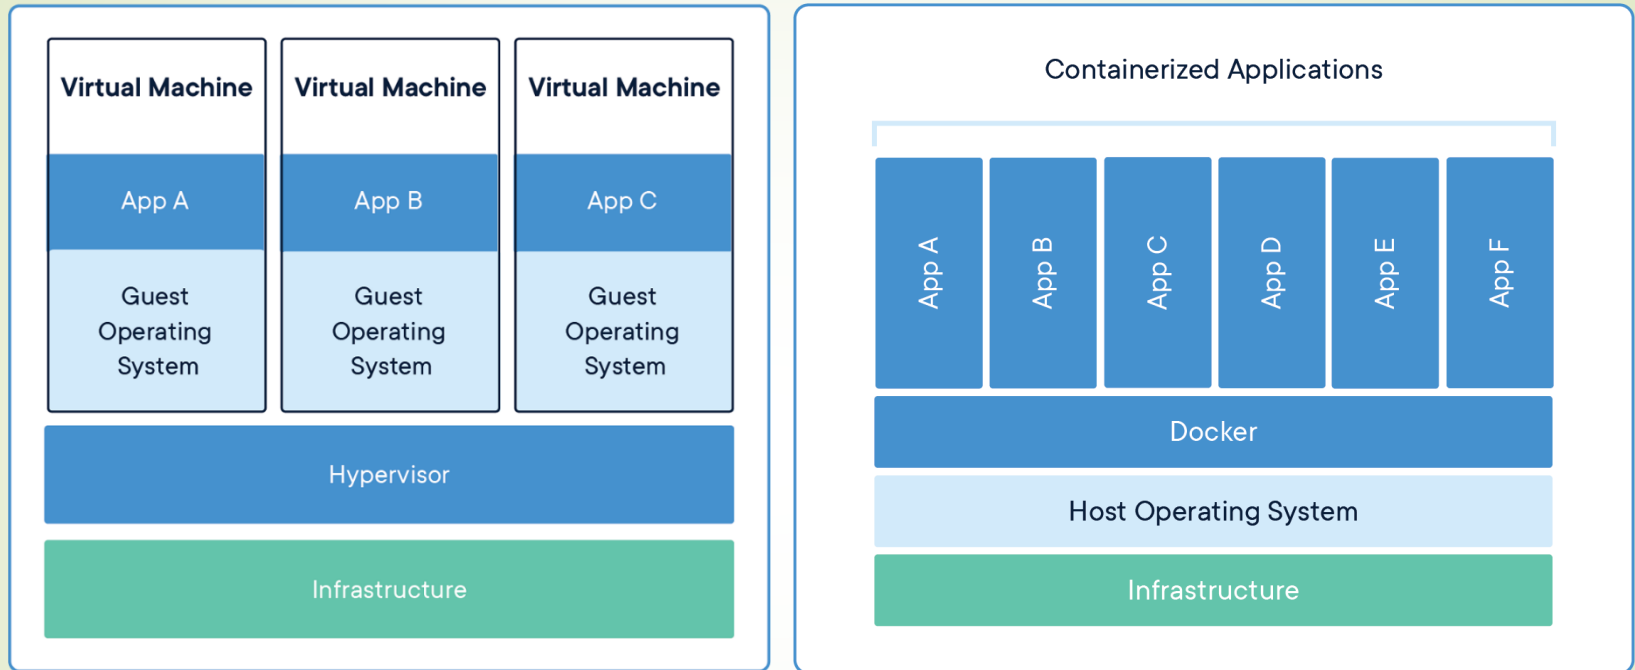 Virtual Machine
App A
Guest
Operating
System
Virtual Machine
App B
Guest
Operating
System
Virtual Machine
App C
Guest
Operating
System
Hypervisor
Infrastructure
Containerized Applications
App A
App B
App C
App D
App E
App F
Docker
Host Operating System
Infrastructure